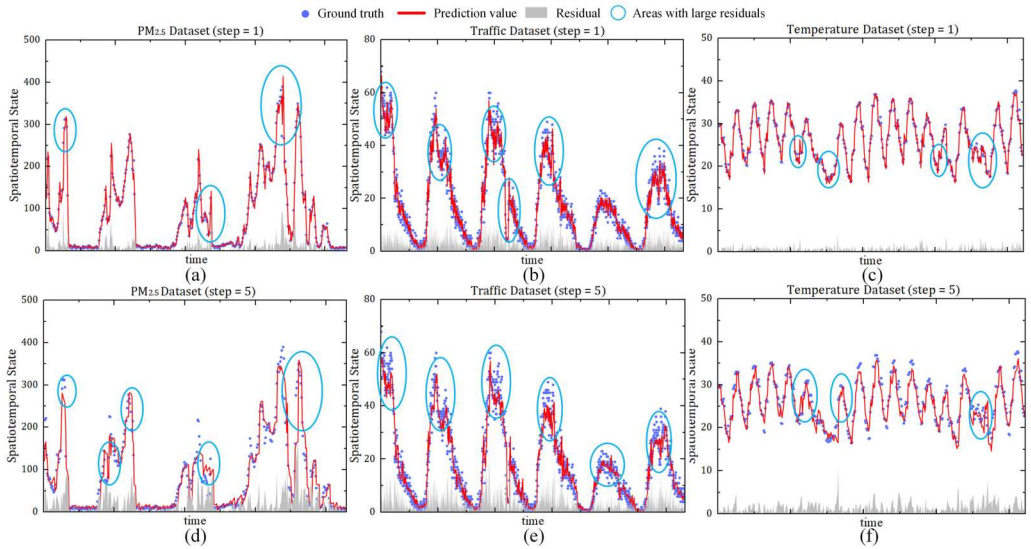 Ground truth Prediction value Residual Areas with large residuals
PM2.5 Dataset (step = 1)
Spatiotemporal State
500
400
300
200
100
0
time
(a)
Traffic Dataset (step = 1)
Spatiotemporal State
80
60
40
20
0
time
(b)
Temperature Dataset (step = 1)
Spatiotemporal State
50
40
30
20
10
0
time
(c)
PM2.5 Dataset (step = 5)
Spatiotemporal State
500
400
300
200
100
0
time
(d)
Traffic Dataset (step = 5)
Spatiotemporal State
80
60
40
20
0
time
(e)
Temperature Dataset (step = 5)
Spatiotemporal State
50
40
30
20
10
0
time
(f)